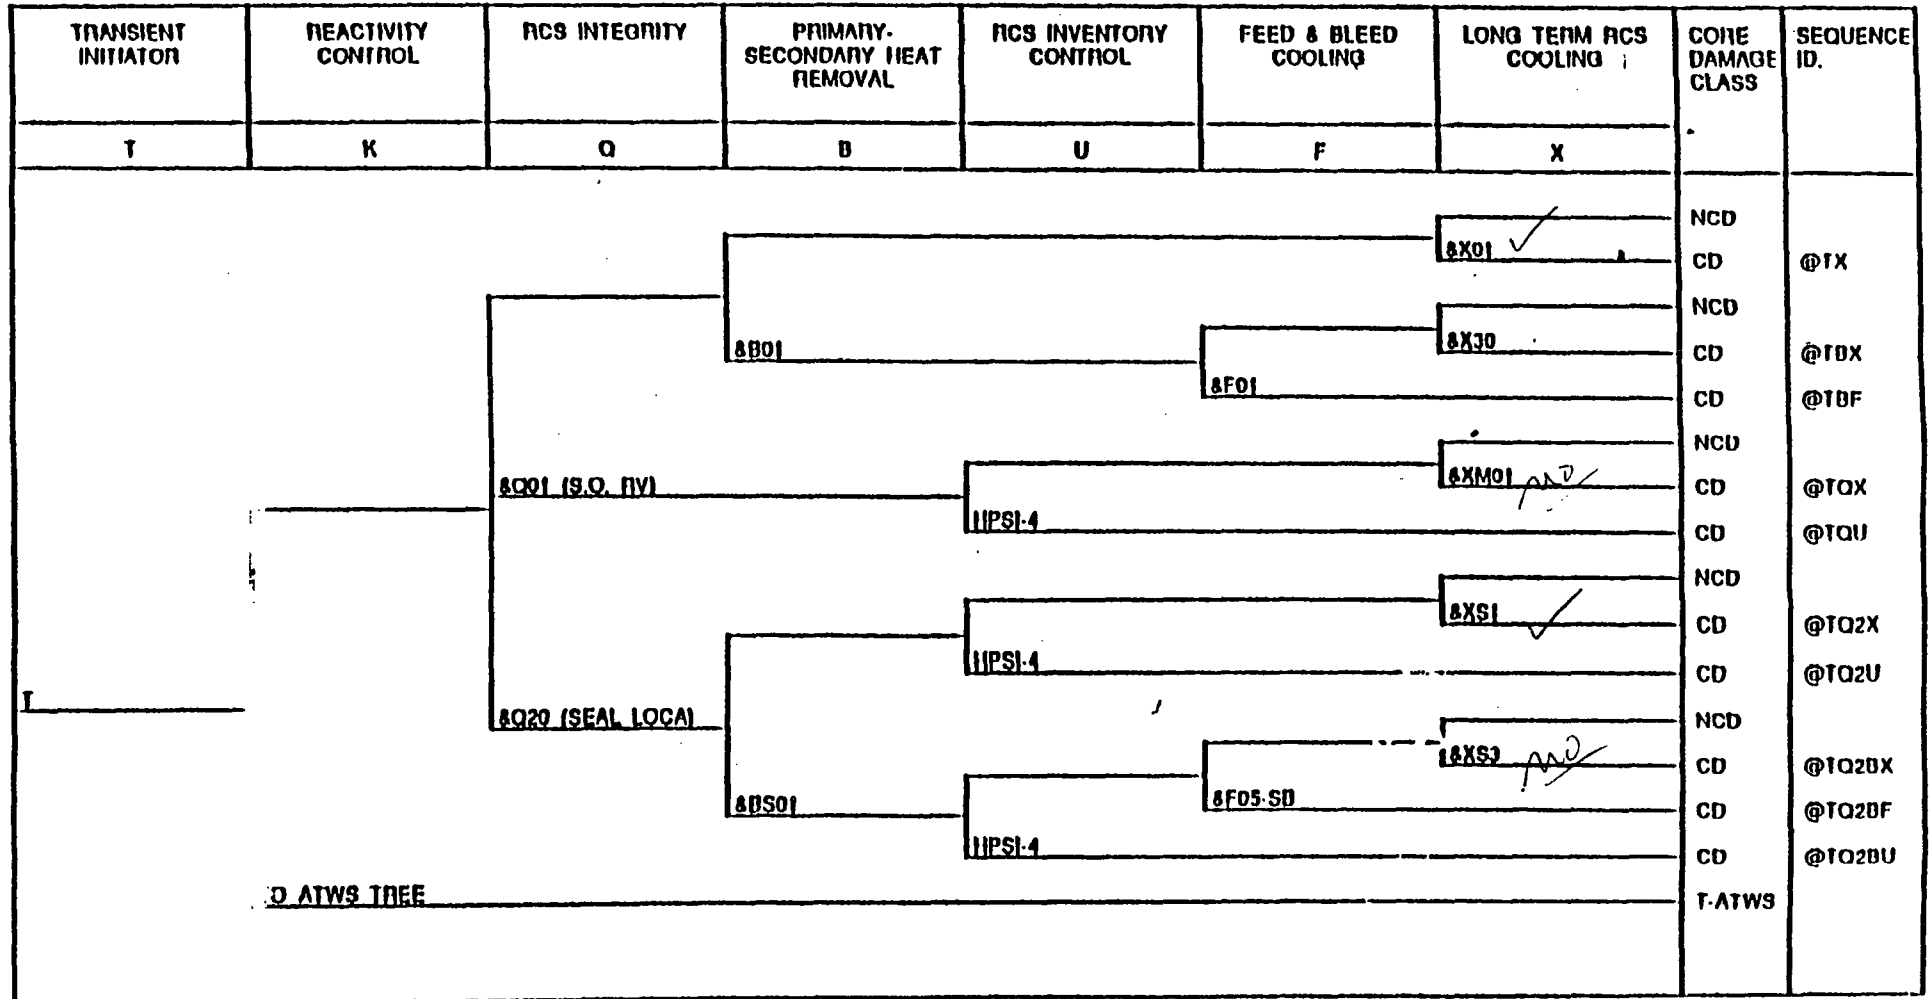 TRANSIENT INITIATOR
REACTIVITY CONTROL
RCS INTEGRITY
PRIMARY-SECONDARY HEAT REMOVAL
RCS INVENTORY CONTROL
FEED & BLEED COOLING
LONG TERM RCS COOLING
CORE DAMAGE CLASS
SEQUENCE ID.
T
K
Q
B
U
F
X
NCD
&X01
CD
@TX
NCD
&X30
CD
@TBX
&B01
&F01
CD
@TBF
NCD
&XM01
CD
@TQX
&Q01 (S.O. RV)
HPSI-4
CD
@TQU
NCD
&XS1
CD
@TQ2X
HPSI-4
CD
@TQ2U
T
&Q20 (SEAL LOCA)
NCD
&XS3
CD
@TQ2BX
&BS01
&F05-SB
CD
@TQ2BF
HPSI-4
CD
@TQ2BU
O ATWS TREE
T-ATWS